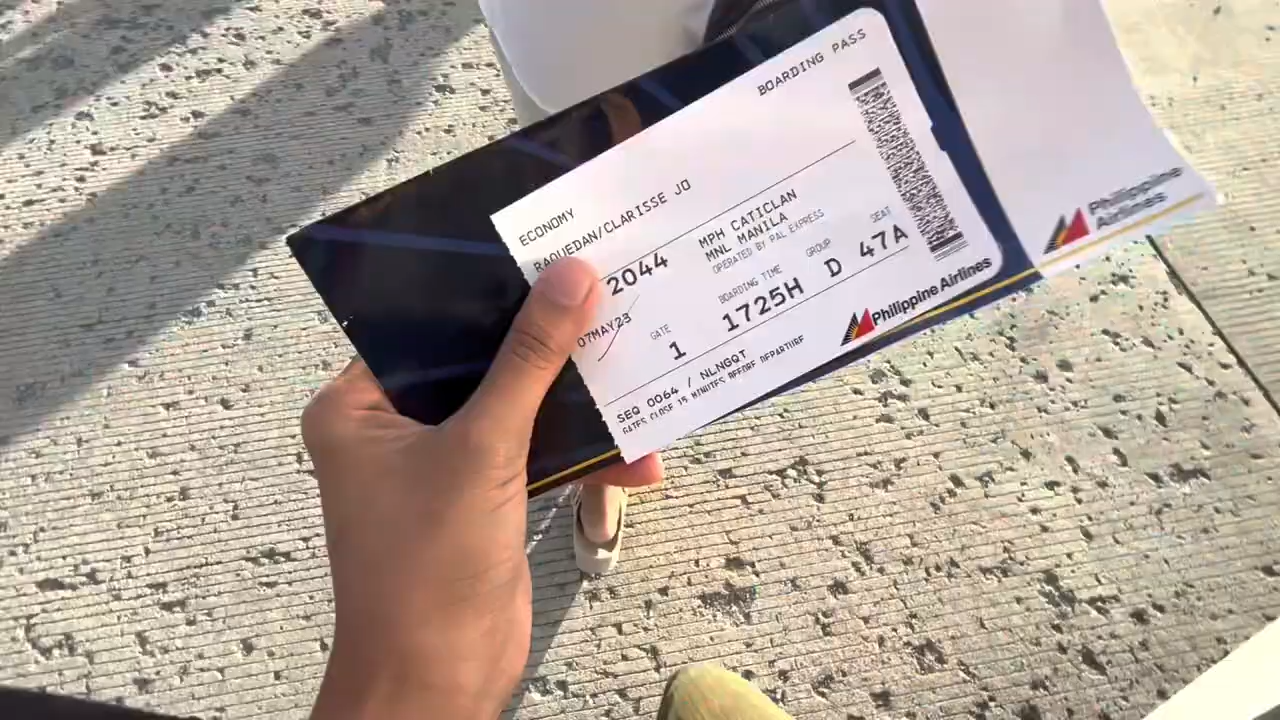 BOARDING PASS
ECONOMY
RAQUEDAN/CLARISSE JO
2044
MPH CATICLAN
MNL MANILA
OPERATED BY PAL EXPRESS
07MAY23
GATE
1
BOARDING TIME
1725H
GROUP
D
SEAT
47A
SEQ 0064 / NLNGQT
GATES CLOSE 15 MINUTES BEFORE DEPARTURE
Philippine Airlines
Philippine
Airlines